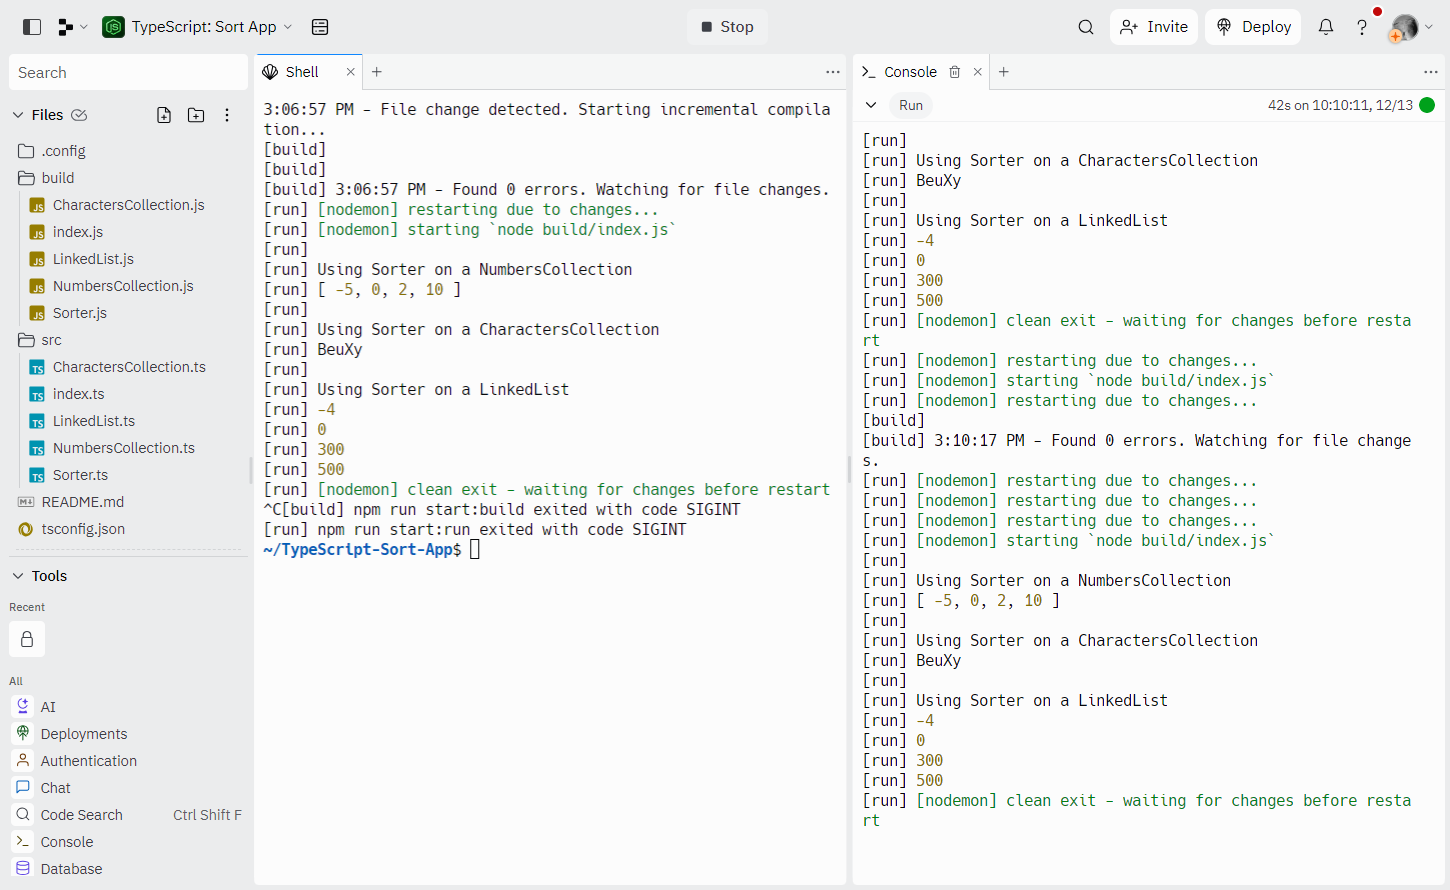 TypeScript: Sort App
Stop
Invite
Deploy
Search
Files
.config
build
CharactersCollection.js
index.js
LinkedList.js
NumbersCollection.js
Sorter.js
src
CharactersCollection.ts
index.ts
LinkedList.ts
NumbersCollection.ts
Sorter.ts
README.md
tsconfig.json
Tools
Recent
All
AI
Deployments
Authentication
Chat
Code Search Ctrl Shift F
Console
Database
Shell
3:06:57 PM - File change detected. Starting incremental compila
tion...
[build]
[build]
[build] 3:06:57 PM - Found 0 errors. Watching for file changes.
[run] [nodemon] restarting due to changes...
[run] [nodemon] starting `node build/index.js`
[run]
[run] Using Sorter on a NumbersCollection
[run] [ -5, 0, 2, 10 ]
[run]
[run] Using Sorter on a CharactersCollection
[run] BeuXy
[run]
[run] Using Sorter on a LinkedList
[run] -4
[run] 0
[run] 300
[run] 500
[run] [nodemon] clean exit - waiting for changes before restart
^C[build] npm run start:build exited with code SIGINT
[run] npm run start:run exited with code SIGINT
~/TypeScript-Sort-App$
Console
Run
42s on 10:10:11, 12/13
[run]
[run] Using Sorter on a CharactersCollection
[run] BeuXy
[run]
[run] Using Sorter on a LinkedList
[run] -4
[run] 0
[run] 300
[run] 500
[run] [nodemon] clean exit - waiting for changes before resta
rt
[run] [nodemon] restarting due to changes...
[run] [nodemon] starting `node build/index.js`
[run] [nodemon] restarting due to changes...
[build]
[build] 3:10:17 PM - Found 0 errors. Watching for file change
s.
[run] [nodemon] restarting due to changes...
[run] [nodemon] restarting due to changes...
[run] [nodemon] restarting due to changes...
[run] [nodemon] starting `node build/index.js`
[run]
[run] Using Sorter on a NumbersCollection
[run] [ -5, 0, 2, 10 ]
[run]
[run] Using Sorter on a CharactersCollection
[run] BeuXy
[run]
[run] Using Sorter on a LinkedList
[run] -4
[run] 0
[run] 300
[run] 500
[run] [nodemon] clean exit - waiting for changes before resta
rt